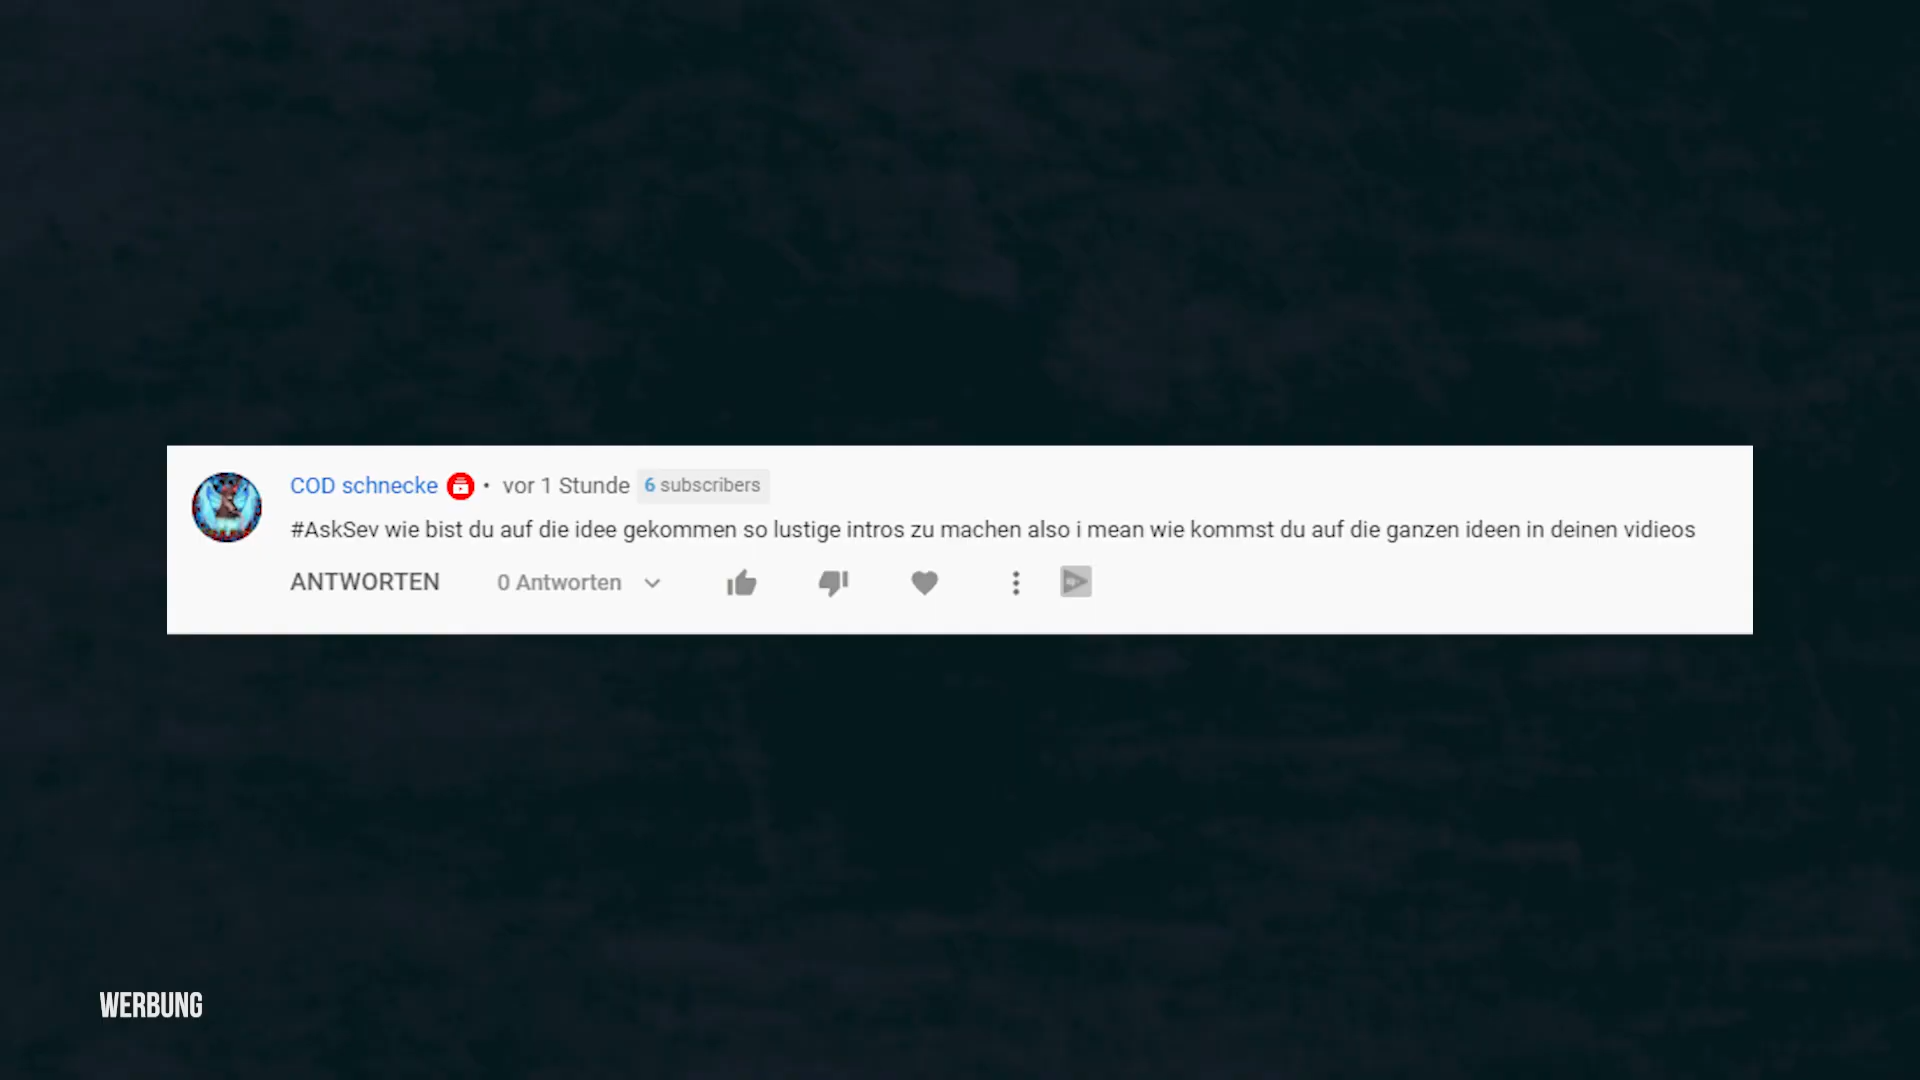 COD schnecke • vor 1 Stunde 6 subscribers
#AskSev wie bist du auf die idee gekommen so lustige intros zu machen also i mean wie kommst du auf die ganzen ideen in deinen vidieos
ANTWORTEN 0 Antworten
WERBUNG